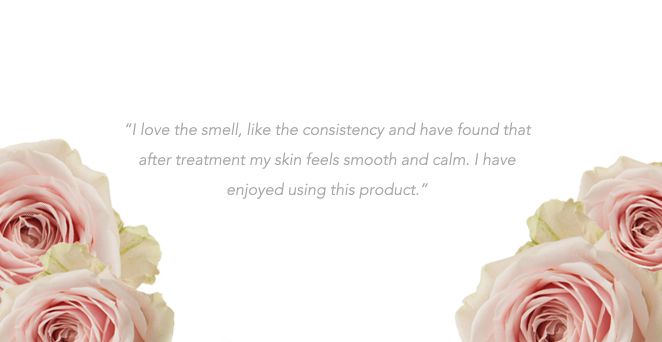 “I love the smell, like the consistency and have found that
after treatment my skin feels smooth and calm. I have
enjoyed using this product.”